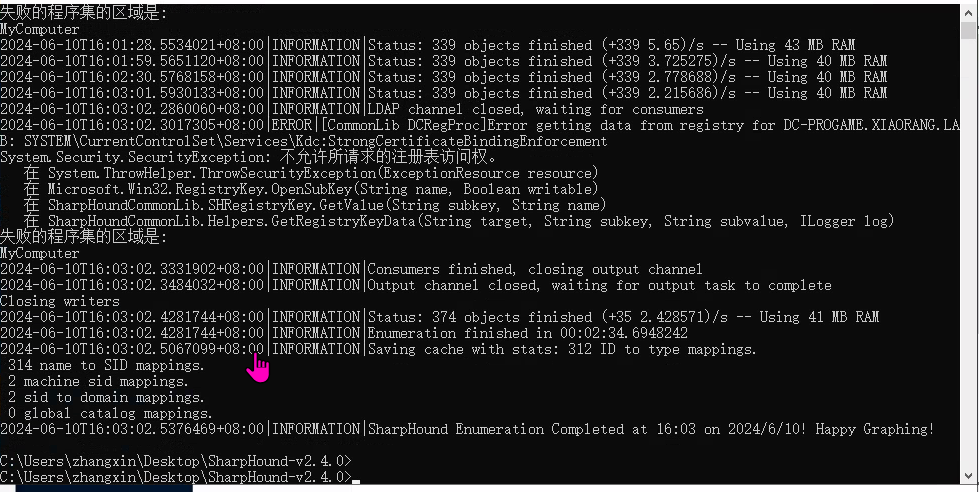 失败的程序集的区域是:
MyComputer
2024-06-10T16:01:28.5534021+08:00|INFORMATION|Status: 339 objects finished (+339 5.65)/s -- Using 43 MB RAM
2024-06-10T16:01:59.5651120+08:00|INFORMATION|Status: 339 objects finished (+339 3.725275)/s -- Using 40 MB RAM
2024-06-10T16:02:30.5768158+08:00|INFORMATION|Status: 339 objects finished (+339 2.778688)/s -- Using 40 MB RAM
2024-06-10T16:03:01.5930133+08:00|INFORMATION|Status: 339 objects finished (+339 2.215686)/s -- Using 40 MB RAM
2024-06-10T16:03:02.2860060+08:00|INFORMATION|LDAP channel closed, waiting for consumers
2024-06-10T16:03:02.3017305+08:00|ERROR|[CommonLib DCRegProc]Error getting data from registry for DC-PROGAME.XIAORANG.LA
B: SYSTEM\CurrentControlSet\Services\Kdc:StrongCertificateBindingEnforcement
System.Security.SecurityException: 不允许所请求的注册表访问权。
在 System.ThrowHelper.ThrowSecurityException(ExceptionResource resource)
在 Microsoft.Win32.RegistryKey.OpenSubKey(String name, Boolean writable)
在 SharpHoundCommonLib.SHRegistryKey.GetValue(String subkey, String name)
在 SharpHoundCommonLib.Helpers.GetRegistryKeyData(String target, String subkey, String subvalue, ILogger log)
失败的程序集的区域是:
MyComputer
2024-06-10T16:03:02.3331902+08:00|INFORMATION|Consumers finished, closing output channel
2024-06-10T16:03:02.3484032+08:00|INFORMATION|Output channel closed, waiting for output task to complete
Closing writers
2024-06-10T16:03:02.4281744+08:00|INFORMATION|Status: 374 objects finished (+35 2.428571)/s -- Using 41 MB RAM
2024-06-10T16:03:02.4281744+08:00|INFORMATION|Enumeration finished in 00:02:34.6948242
2024-06-10T16:03:02.5067099+08:00|INFORMATION|Saving cache with stats: 312 ID to type mappings.
314 name to SID mappings.
2 machine sid mappings.
2 sid to domain mappings.
0 global catalog mappings.
2024-06-10T16:03:02.5376469+08:00|INFORMATION|SharpHound Enumeration Completed at 16:03 on 2024/6/10! Happy Graphing!
C:\Users\zhangxin\Desktop\SharpHound-v2.4.0>
C:\Users\zhangxin\Desktop\SharpHound-v2.4.0>